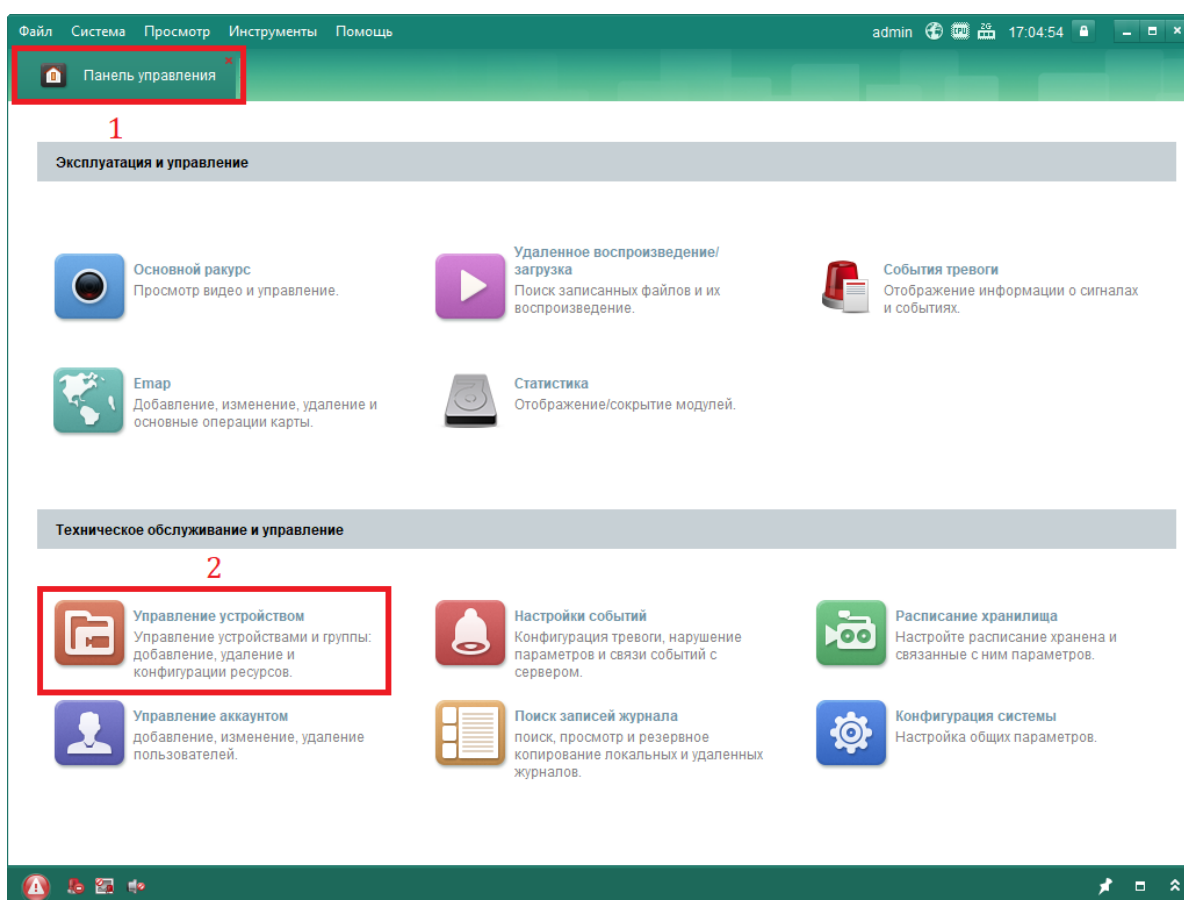 Файл Система Просмотр Инструменты Помощь admin CPU 2G 17:04:54
Панель управления
1
Эксплуатация и управление
Основной ракурс
Просмотр видео и управление.
Удаленное воспроизведение/
загрузка
Поиск записанных файлов и их
воспроизведение.
События тревоги
Отображение информации о сигналах
и событиях.
Emap
Добавление, изменение, удаление и
основные операции карты.
Статистика
Отображение/сокрытие модулей.
Техническое обслуживание и управление
2
Управление устройством
Управление устройствами и группы:
добавление, удаление и
конфигурации ресурсов.
Настройки событий
Конфигурация тревоги, нарушение
параметров и связи событий с
сервером.
Расписание хранилища
Настройте расписание хранена и
связанные с ним параметров.
Управление аккаунтом
добавление, изменение, удаление
пользователей.
Поиск записей журнала
поиск, просмотр и резервное
копирование локальных и удаленных
журналов.
Конфигурация системы
Настройка общих параметров.